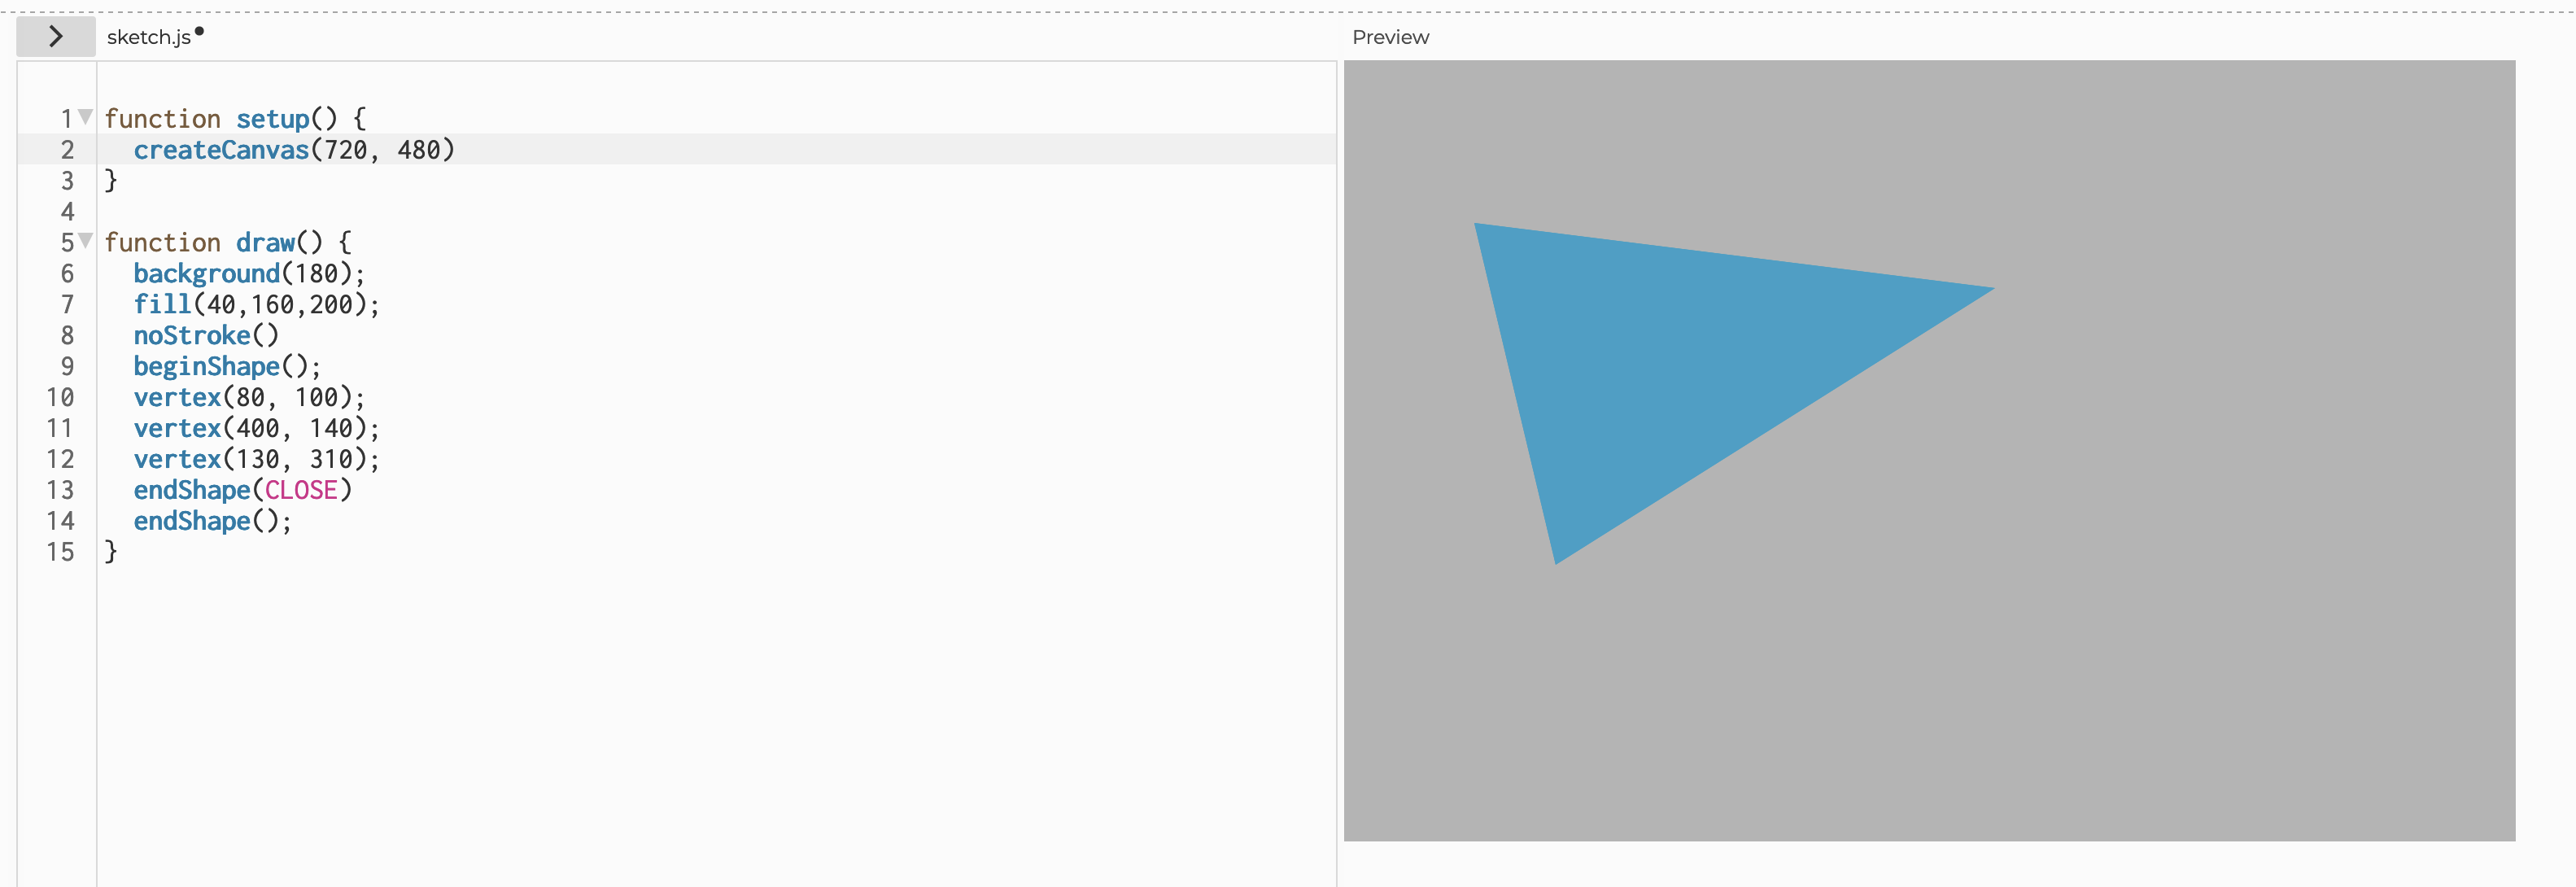 sketch.js
Preview
1 function setup() {
2 createCanvas(720, 480)
3 }
4
5 function draw() {
6 background(180);
7 fill(40,160,200);
8 noStroke()
9 beginShape();
10 vertex(80, 100);
11 vertex(400, 140);
12 vertex(130, 310);
13 endShape(CLOSE)
14 endShape();
15 }